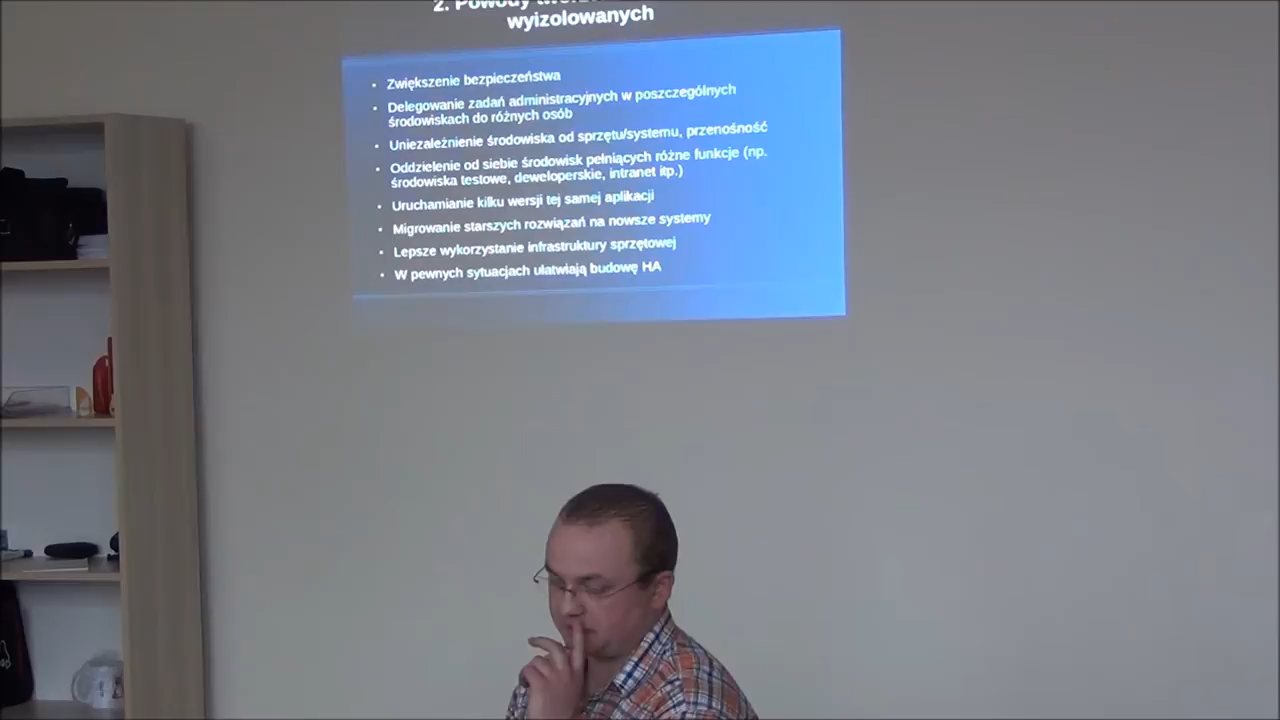 2. Powody
wyizolowanych
• Zwiększenie bezpieczeństwa
• Delegowanie zadań administracyjnych w poszczególnych
środowiskach do różnych osób
• Uniezależnienie środowiska od sprzętu/systemu, przenośność
• Oddzielenie od siebie środowisk pełniących różne funkcje (np.
środowiska testowe, deweloperskie, intranet itp.)
• Uruchamianie kilku wersji tej samej aplikacji
• Migrowanie starszych rozwiązań na nowsze systemy
• Lepsze wykorzystanie infrastruktury sprzętowej
• W pewnych sytuacjach ułatwiają budowę HA